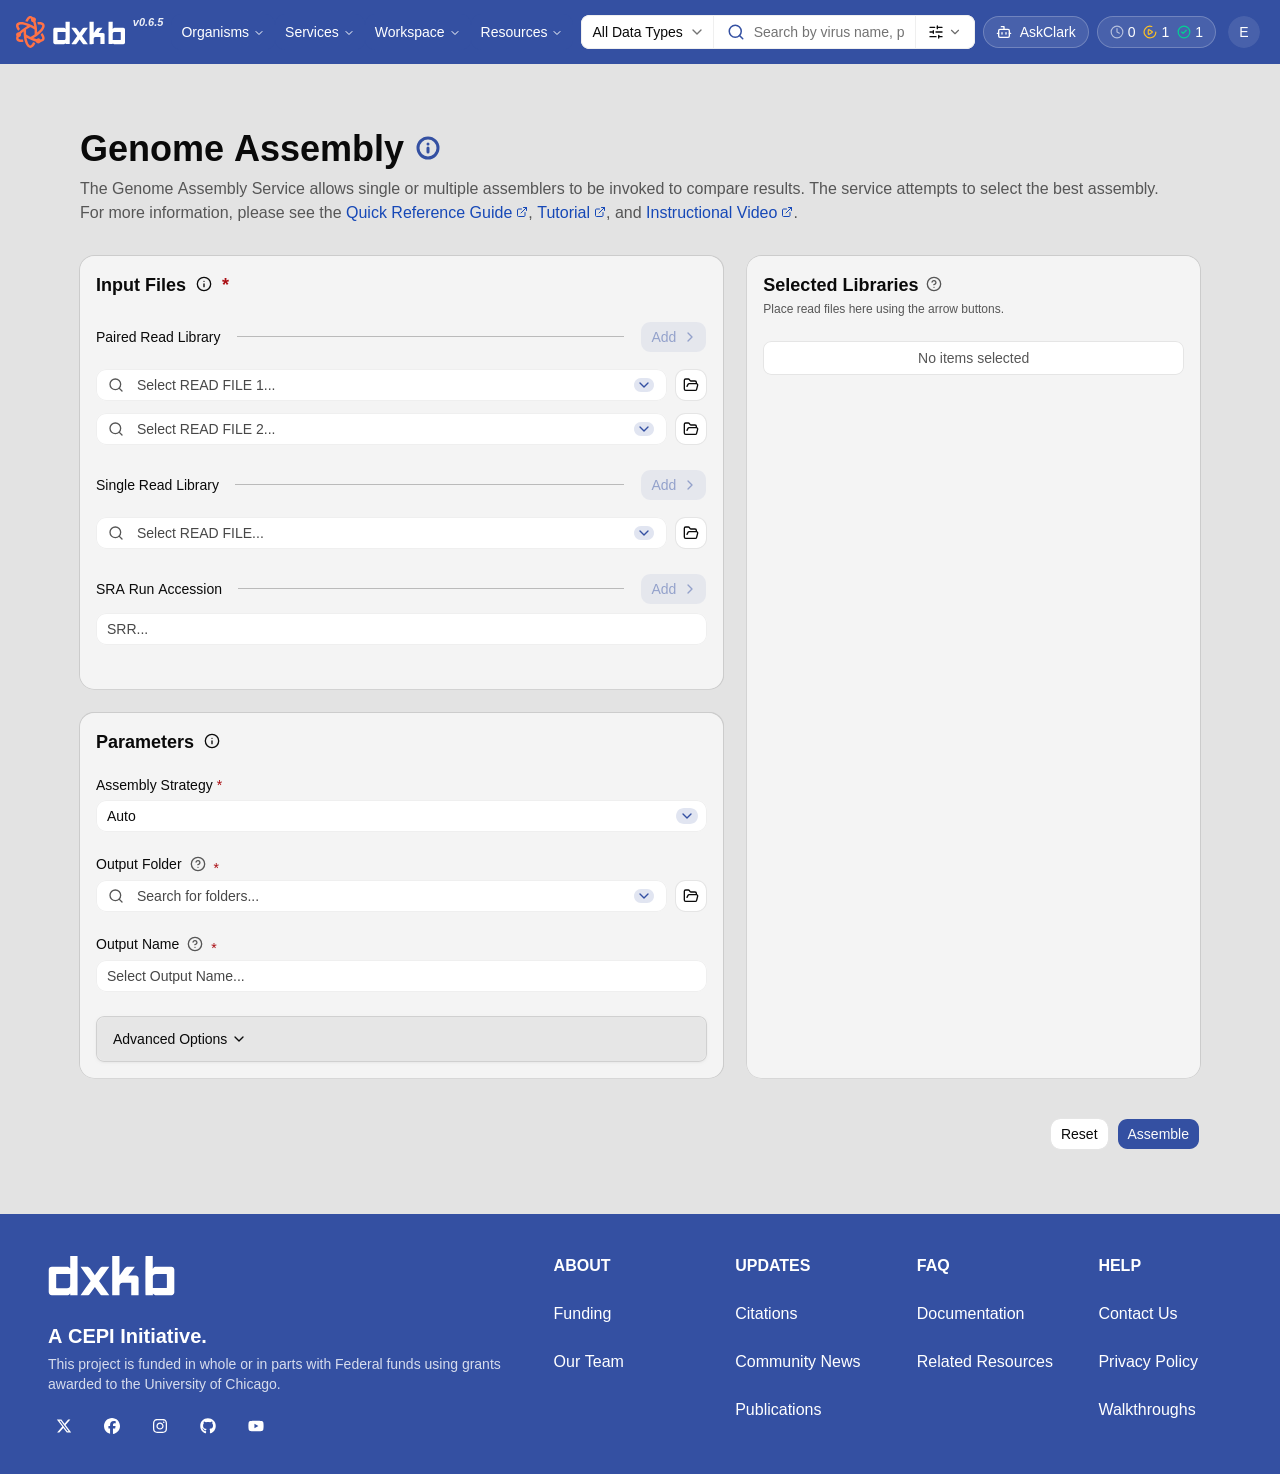 dxkb v0.6.5 Organisms Services Workspace Resources All Data Types Search by virus name, p AskClark 0 1 1 E
Genome Assembly
The Genome Assembly Service allows single or multiple assemblers to be invoked to compare results. The service attempts to select the best assembly.
For more information, please see the Quick Reference Guide, Tutorial, and Instructional Video.
Input Files *
Paired Read Library Add
Select READ FILE 1...
Select READ FILE 2...
Single Read Library Add
Select READ FILE...
SRA Run Accession Add
SRR...
Selected Libraries
Place read files here using the arrow buttons.
No items selected
Parameters
Assembly Strategy *
Auto
Output Folder *
Search for folders...
Output Name *
Select Output Name...
Advanced Options
Reset Assemble
dxkb
A CEPI Initiative.
This project is funded in whole or in parts with Federal funds using grants
awarded to the University of Chicago.
ABOUT
Funding
Our Team
UPDATES
Citations
Community News
Publications
FAQ
Documentation
Related Resources
HELP
Contact Us
Privacy Policy
Walkthroughs